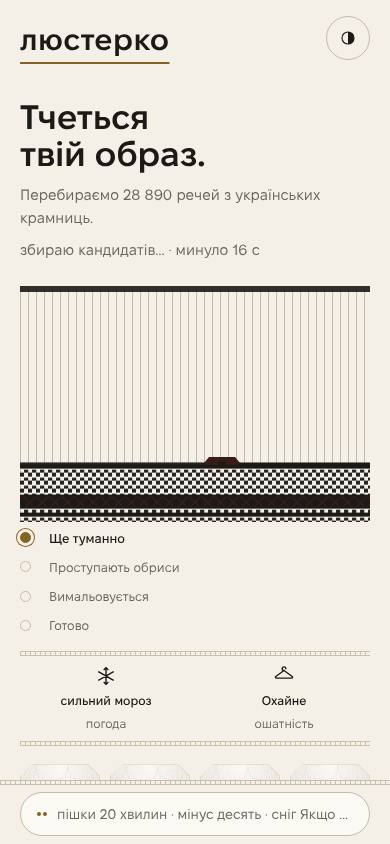 люстерко
Тчеться
твій образ.
Перебираємо 28 890 речей з українських
крамниць.
збираю кандидатів… · минуло 16 с
Ще туманно
Проступають обриси
Вимальовується
Готово
сильний мороз
погода
Охайне
ошатність
пішки 20 хвилин · мінус десять · сніг Якщо …